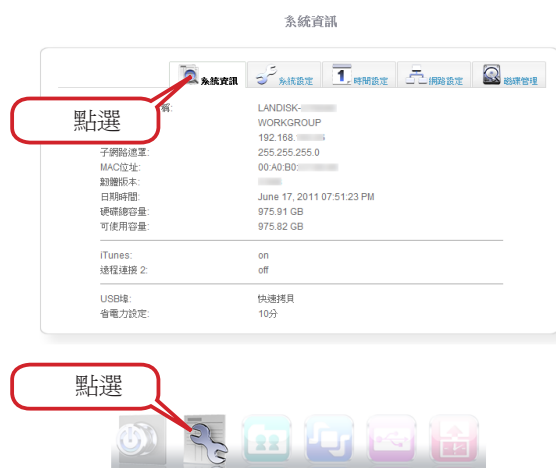 系統資訊
系統資訊 系統設定 1 時間設定 網路設定 磁碟管理
點選
稱: LANDISK-
WORKGROUP
192.168.
子網路遮罩: 255.255.255.0
MAC位址: 00:A0:B0:
韌體版本:
日期時間: June 17, 2011 07:51:23 PM
硬碟總容量: 975.91 GB
可使用容量: 975.82 GB
iTunes: on
遠程連接 2: off
USB埠: 快速拷貝
省電力設定: 10分
點選